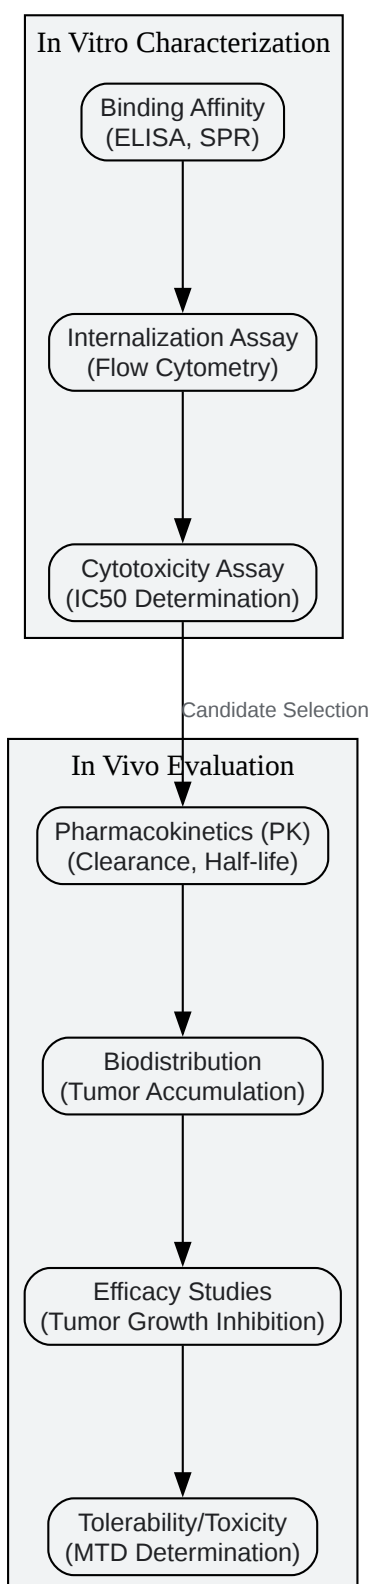 In Vitro Characterization
Binding Affinity
(ELISA, SPR)
Internalization Assay
(Flow Cytometry)
Cytotoxicity Assay
(IC50 Determination)
Candidate Selection
In Vivo Evaluation
Pharmacokinetics (PK)
(Clearance, Half-life)
Biodistribution
(Tumor Accumulation)
Efficacy Studies
(Tumor Growth Inhibition)
Tolerability/Toxicity
(MTD Determination)